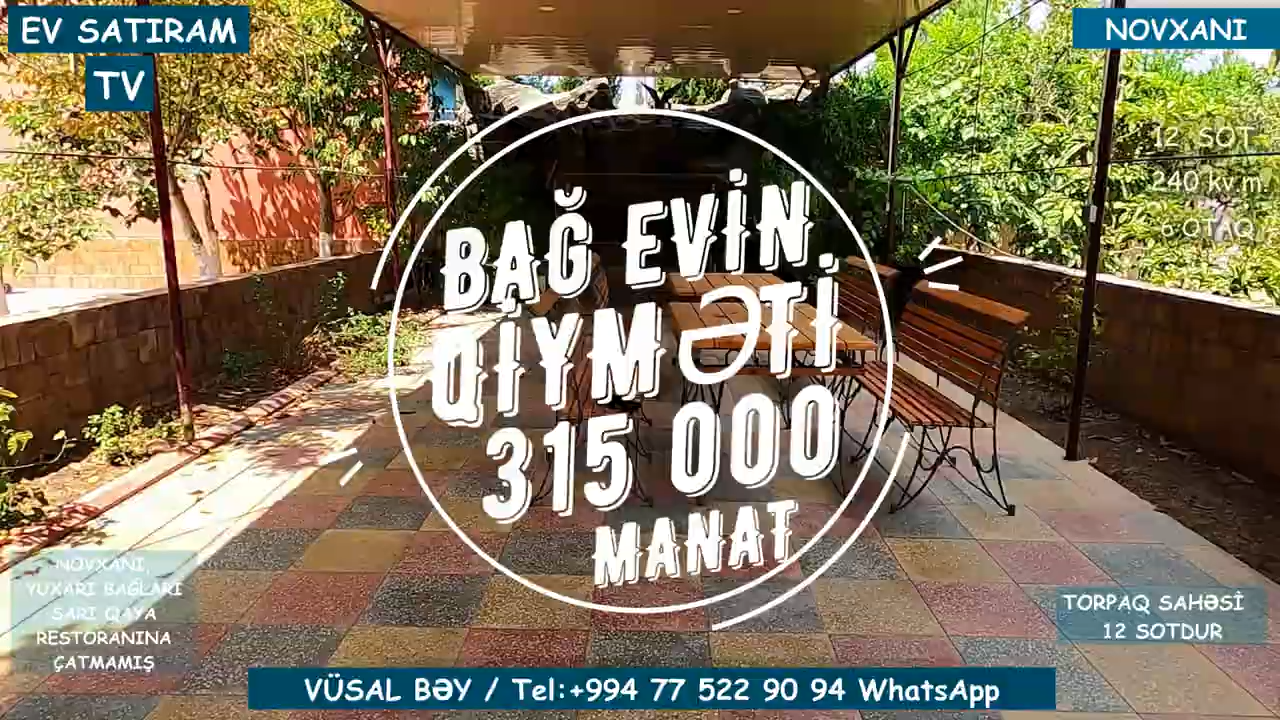 EV SATIRAM
TV
NOVXANI
12 SOT
240 kv.m.
6 OTAQ
BAĞ EVİN
QİYMƏTİ
315 000
MANAT
NOVXANI,
YUXARI BAĞLARI
SARI QAYA
RESTORANINA
ÇATMAMIŞ
TORPAQ SAHƏSİ
12 SOTDUR
VÜSAL BƏY / Tel:+994 77 522 90 94 WhatsApp